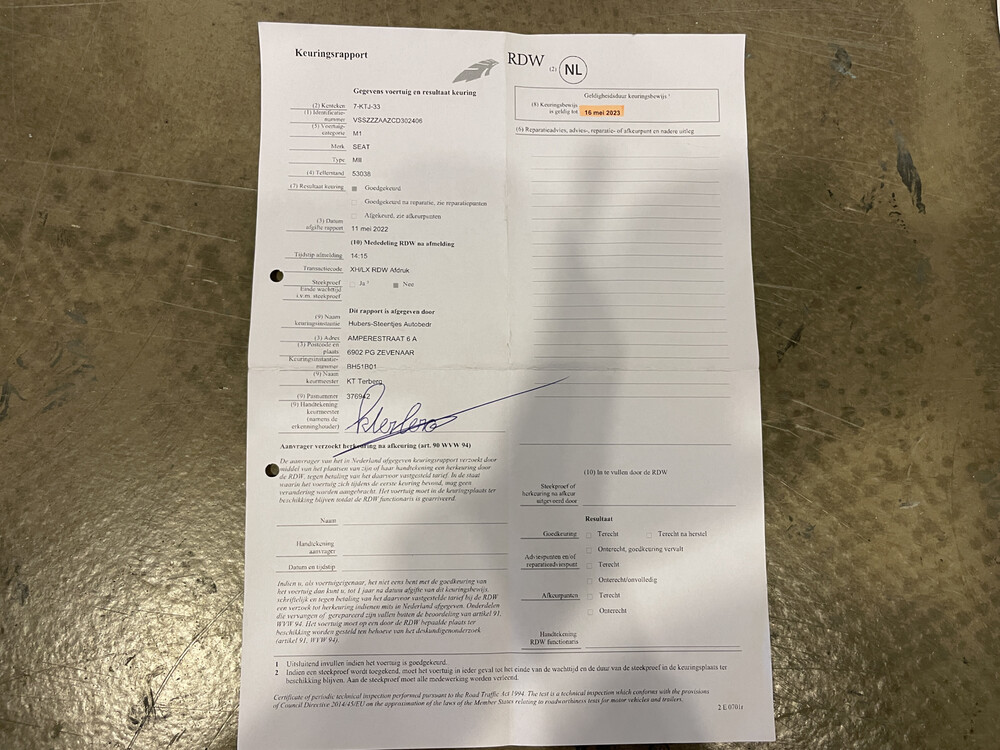 Keuringsrapport
RDW (2) NL
Gegevens voertuig en resultaat keuring
(2) Kenteken 7-KTJ-33
(1) Identificatie-
nummer VSSZZZAAZCD302406
(5) Voertuig-
categorie M1
Merk SEAT
Type MII
(4) Tellerstand 53038
(7) Resultaat keuring Goedgekeurd
Goedgekeurd na reparatie, zie reparatiepunten
Afgekeurd, zie afkeurpunten
(3) Datum
afgifte rapport 11 mei 2022
(10) Mededeling RDW na afmelding
Tijdstip afmelding 14:15
Transactiecode XH/LX RDW Afdruk
Steekproef Ja ² Nee
Einde wachttijd
i.v.m. steekproef
Dit rapport is afgegeven door
(9) Naam
keuringsinstantie Hubers-Steentjes Autobedr
(3) Adres AMPERESTRAAT 6 A
(3) Postcode en
plaats 6902 PG ZEVENAAR
Keuringsinstantie-
nummer BH51B01
(9) Naam
keurmeester KT Terberg
(9) Pasnummer 376942
(9) Handtekening
keurmeester
(namens de
erkenninghouder)
Aanvrager verzoekt herkeuring na afkeuring (art. 90 WVW 94)
De aanvrager van het in Nederland afgegeven keuringsrapport verzoekt door
middel van het plaatsen van zijn of haar handtekening een herkeuring door
de RDW, tegen betaling van het daarvoor vastgesteld tarief. In de staat
waarin het voertuig zich tijdens de eerste keuring bevond, mag geen
verandering worden aangebracht. Het voertuig moet in de keuringsplaats ter
beschikking blijven totdat de RDW functionaris is gearriveerd.
Naam
Handtekening
aanvrager
Datum en tijdstip
Indien u, als voertuigeigenaar, het niet eens bent met de goedkeuring van
het voertuig dan kunt u, tot 1 jaar na datum afgifte van dit keuringsbewijs,
schriftelijk en tegen betaling van het daarvoor vastgestelde tarief bij de RDW
een verzoek tot herkeuring indienen mits in Nederland afgegeven. Onderdelen
die vervangen of gerepareerd zijn vallen buiten de beoordeling van artikel 91,
WVW 94. Het voertuig moet op een door de RDW bepaalde plaats ter
beschikking worden gesteld ten behoeve van het deskundigenonderzoek
(artikel 91, WVW 94).
Geldigheidsduur keuringsbewijs ¹
(8) Keuringsbewijs
is geldig tot 16 mei 2023
(6) Reparatieadvies, advies-, reparatie- of afkeurpunt en nadere uitleg
(10) In te vullen door de RDW
Steekproef of
herkeuring na afkeur
uitgevoerd door
Resultaat
Goedkeuring Terecht Terecht na herstel
Onterecht, goedkeuring vervalt
Adviespunten en/of
reparatieadviespunt Terecht
Onterecht/onvolledig
Afkeurpunten Terecht
Onterecht
Handtekening
RDW functionaris
1 Uitsluitend invullen indien het voertuig is goedgekeurd.
2 Indien een steekproef wordt toegekend, moet het voertuig in ieder geval tot het einde van de wachttijd en de duur van de steekproef in de keuringsplaats ter
beschikking blijven. Aan de steekproef moet alle medewerking worden verleend.
Certificate of periodic technical inspection performed pursuant to the Road Traffic Act 1994. The test is a technical inspection which conforms with the provisions
of Council Directive 2014/45/EU on the approximation of the laws of the Member States relating to roadworthiness tests for motor vehicles and trailers.
2 E 0701t